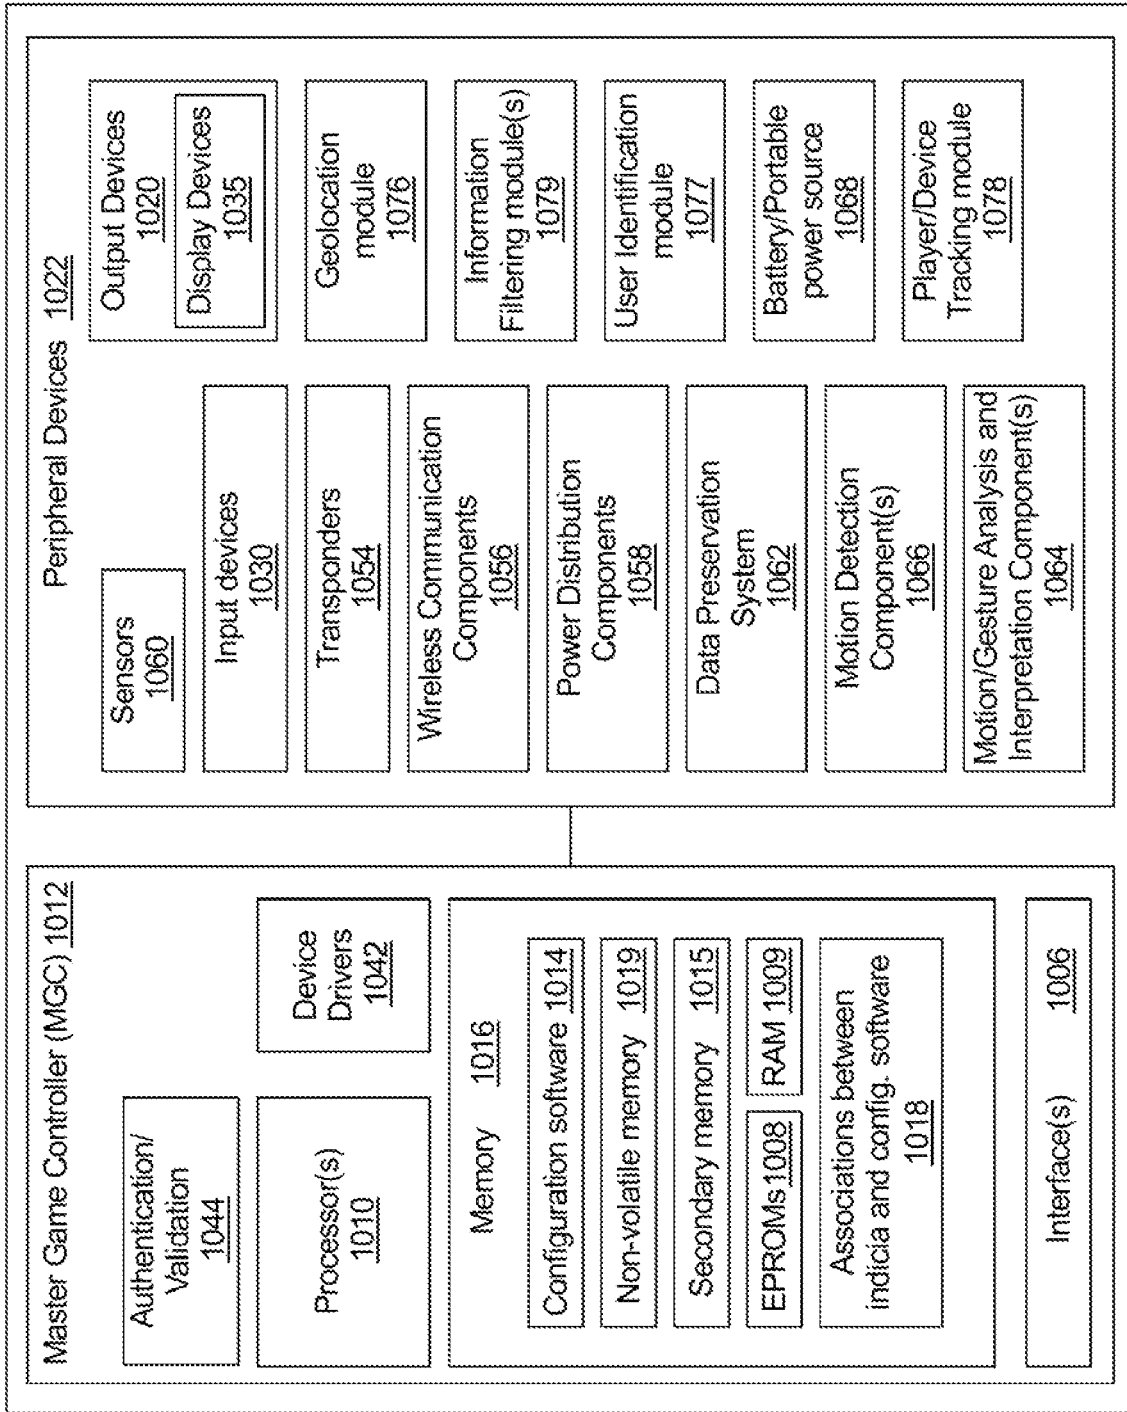 Master Game Controller (MGC) 1012
Authentication/
Validation
1044
Processor(s)
1010
Device
Drivers
1042
Memory 1016
Configuration software 1014
Non-volatile memory 1019
Secondary memory 1015
EPROMs 1008
RAM 1009
Associations between
indicia and config. software
1018
Interface(s) 1006
Peripheral Devices 1022
Sensors
1060
Input devices
1030
Transponders
1054
Wireless Communication
Components
1056
Power Distribution
Components
1058
Data Preservation
System
1062
Motion Detection
Component(s)
1066
Motion/Gesture Analysis and
Interpretation Component(s)
1064
Output Devices
1020
Display Devices
1035
Geolocation
module
1076
Information
Filtering module(s)
1079
User Identification
module
1077
Battery/Portable
power source
1068
Player/Device
Tracking module
1078